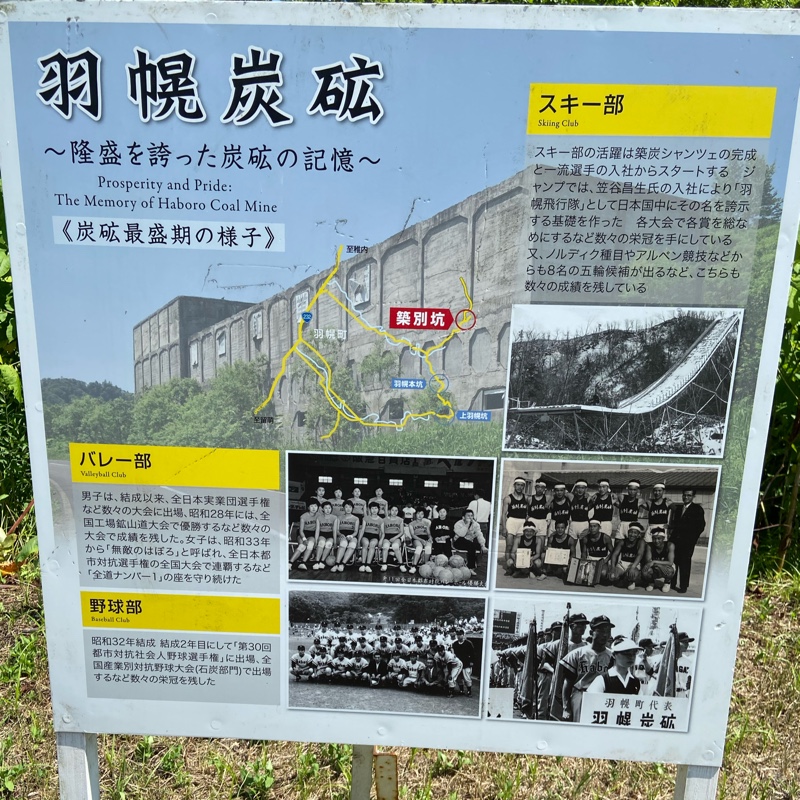 羽幌炭砿
～隆盛を誇った炭砿の記憶～
Prosperity and Pride:
The Memory of Haboro Coal Mine
《炭砿最盛期の様子》
スキー部
Skiing Club
スキー部の活躍は築炭シャンツェの完成
と一流選手の入社からスタートする　ジ
ャンプでは、笠谷昌生氏の入社により「羽
幌飛行隊」として日本国中にその名を誇示
する基礎を作った　各大会で各賞を総な
めにするなど数々の栄冠を手にしている
又、ノルディク種目やアルペン競技などか
らも8名の五輪候補が出るなど、こちらも
数々の成績を残している
至稚内
232
羽幌町
築別坑
羽幌本坑
上羽幌坑
至留萌
バレー部
Valleyball Club
男子は、結成以来、全日本実業団選手権
など数々の大会に出場、昭和28年には、全
国工場鉱山道大会で優勝するなど数々の
大会で成績を残した。女子は、昭和33年
から「無敵のはぼろ」と呼ばれ、全日本都
市対抗選手権の全国大会で連覇するなど
「全道ナンバー1」の座を守り続けた
野球部
Baseball Club
昭和32年結成 結成2年目にして「第30回
都市対抗社会人野球選手権」に出場、全
国産業別対抗野球大会(石炭部門)で出場
するなど数々の栄冠を残した
羽幌町代表
羽幌炭砿